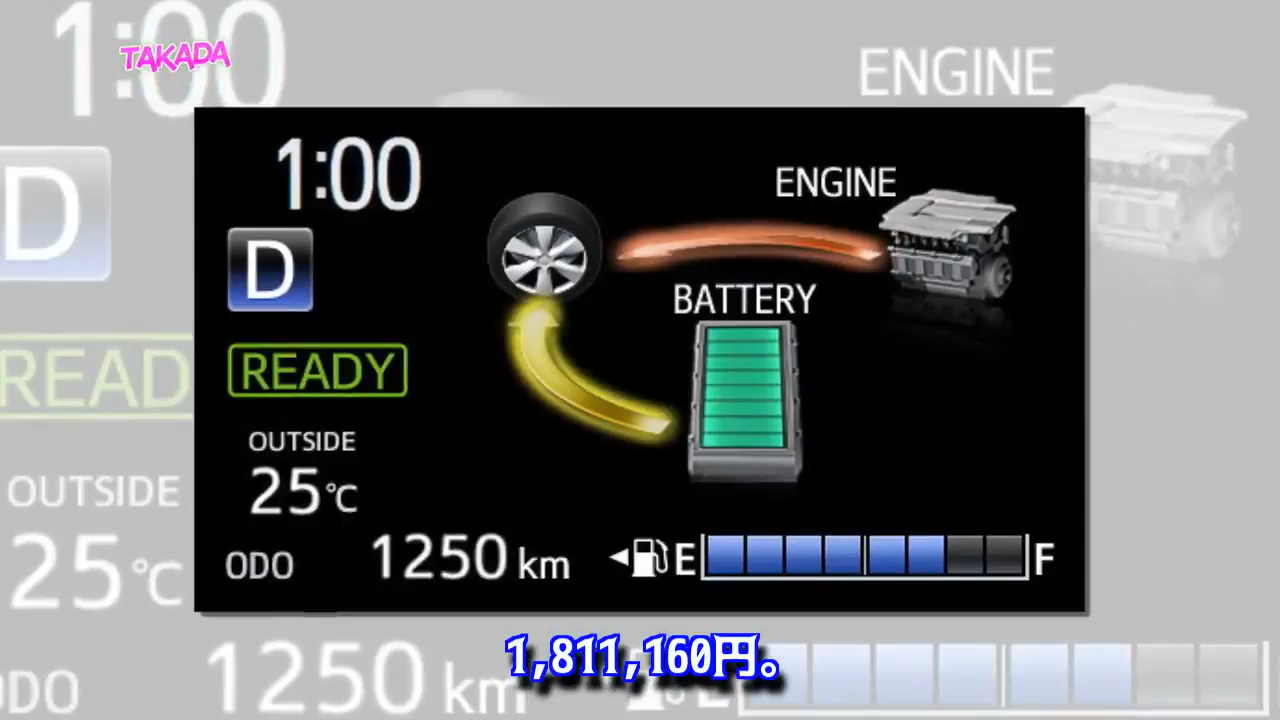 TAKADA
1:00
ENGINE
D
BATTERY
READY
OUTSIDE
25℃
ODO 1250 km
E F
1,811,160円。
1:00
ENGINE
D
READ
OUTSIDE
25℃
ODO 1250 km
E